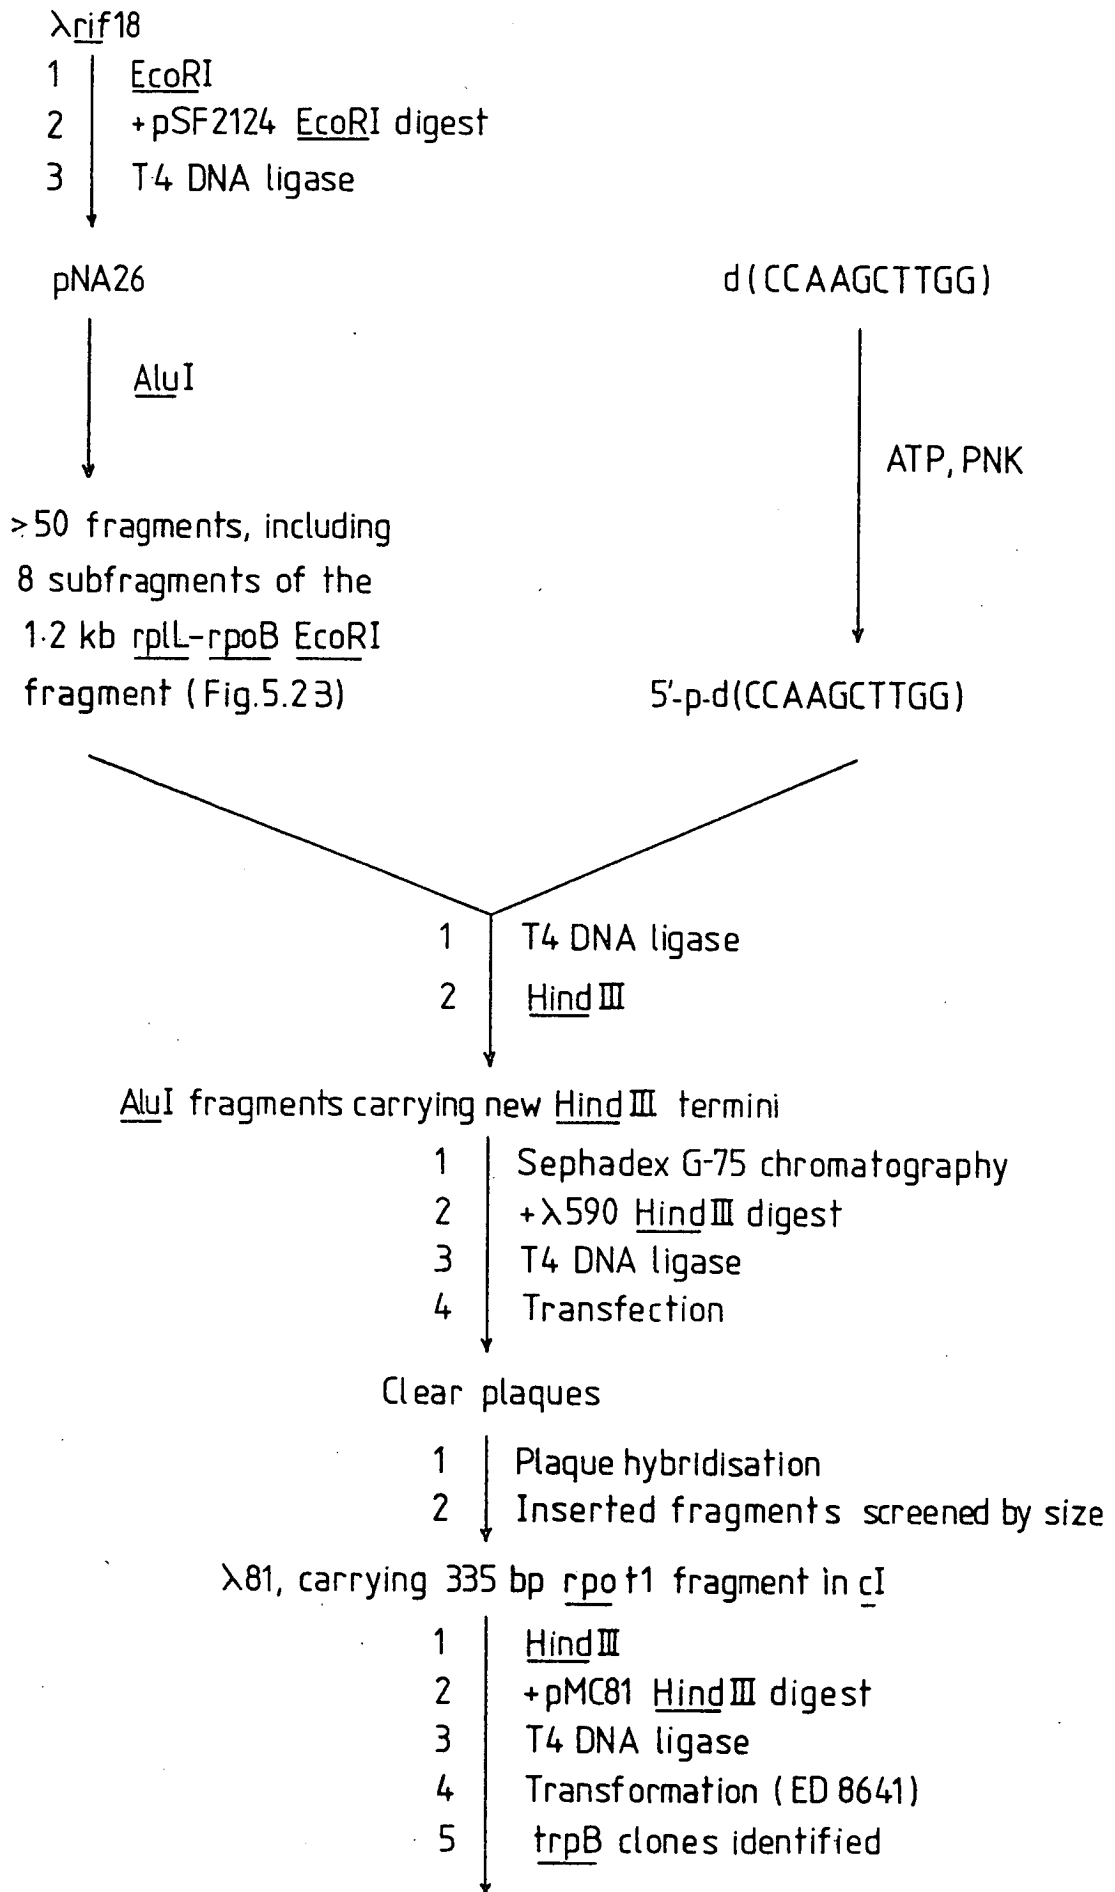 λrif18
1 EcoRI
2 +pSF2124 EcoRI digest
3 T4 DNA ligase
pNA26
d(CCAAGCTTGG)
AluI
ATP, PNK
>50 fragments, including
8 subfragments of the
1·2 kb rplL-rpoB EcoRI
fragment (Fig.5.23)
5'-p-d(CCAAGCTTGG)
1 T4 DNA ligase
2 HindIII
AluI fragments carrying new HindIII termini
1 Sephadex G-75 chromatography
2 +λ590 HindIII digest
3 T4 DNA ligase
4 Transfection
Clear plaques
1 Plaque hybridisation
2 Inserted fragments screened by size
λ81, carrying 335 bp rpo t1 fragment in cI
1 HindIII
2 +pMC81 HindIII digest
3 T4 DNA ligase
4 Transformation (ED 8641)
5 trpB clones identified